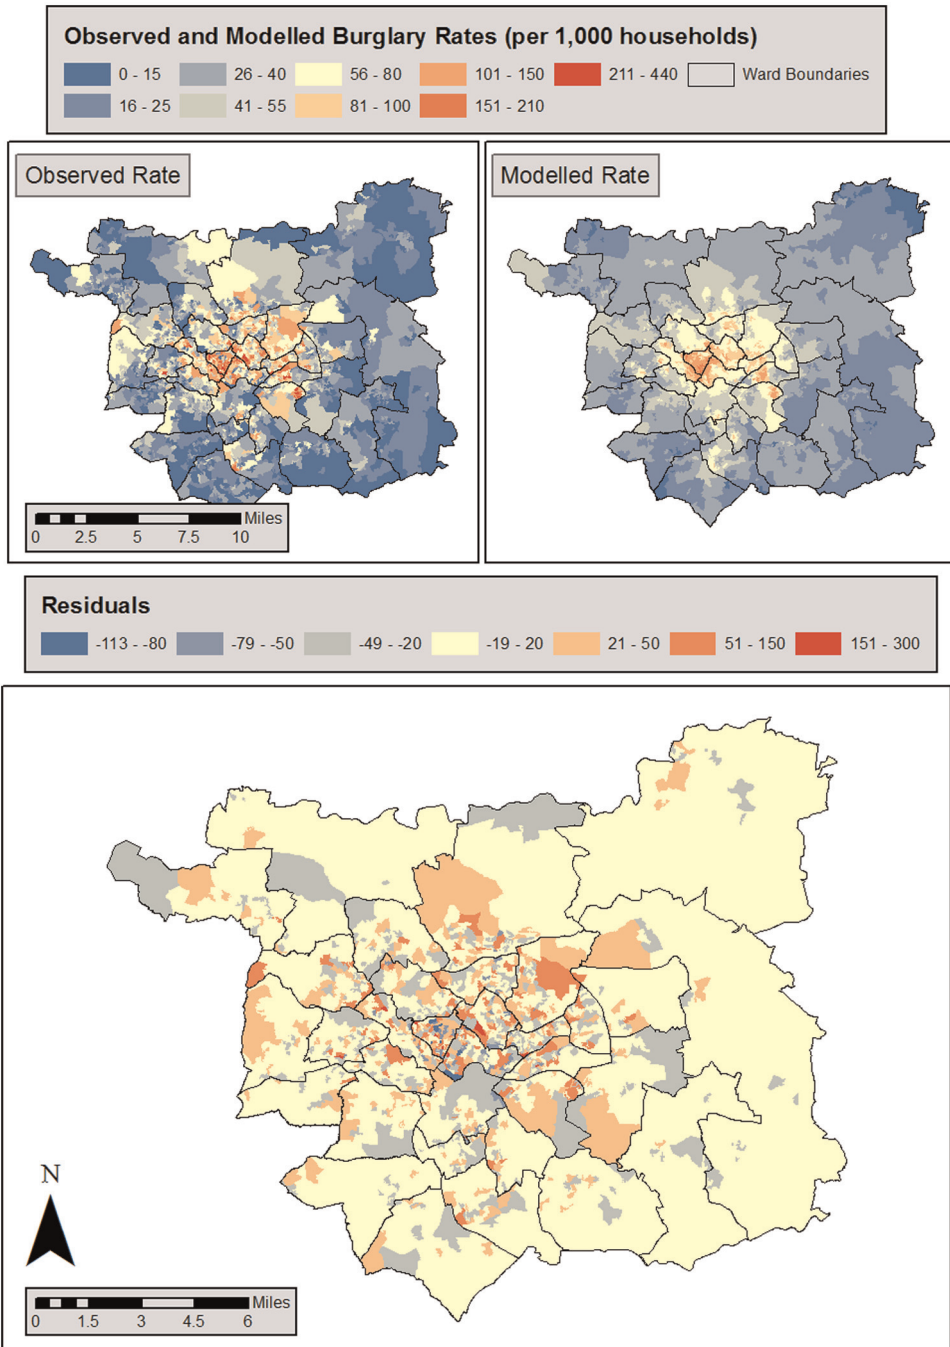 Observed and Modelled Burglary Rates (per 1,000 households)
0 - 15 26 - 40 56 - 80 101 - 150 211 - 440 Ward Boundaries
16 - 25 41 - 55 81 - 100 151 - 210
Observed Rate
Modelled Rate
Miles
0 2.5 5 7.5 10
Residuals
-113 - -80 -79 - -50 -49 - -20 -19 - 20 21 - 50 51 - 150 151 - 300
N
Miles
0 1.5 3 4.5 6